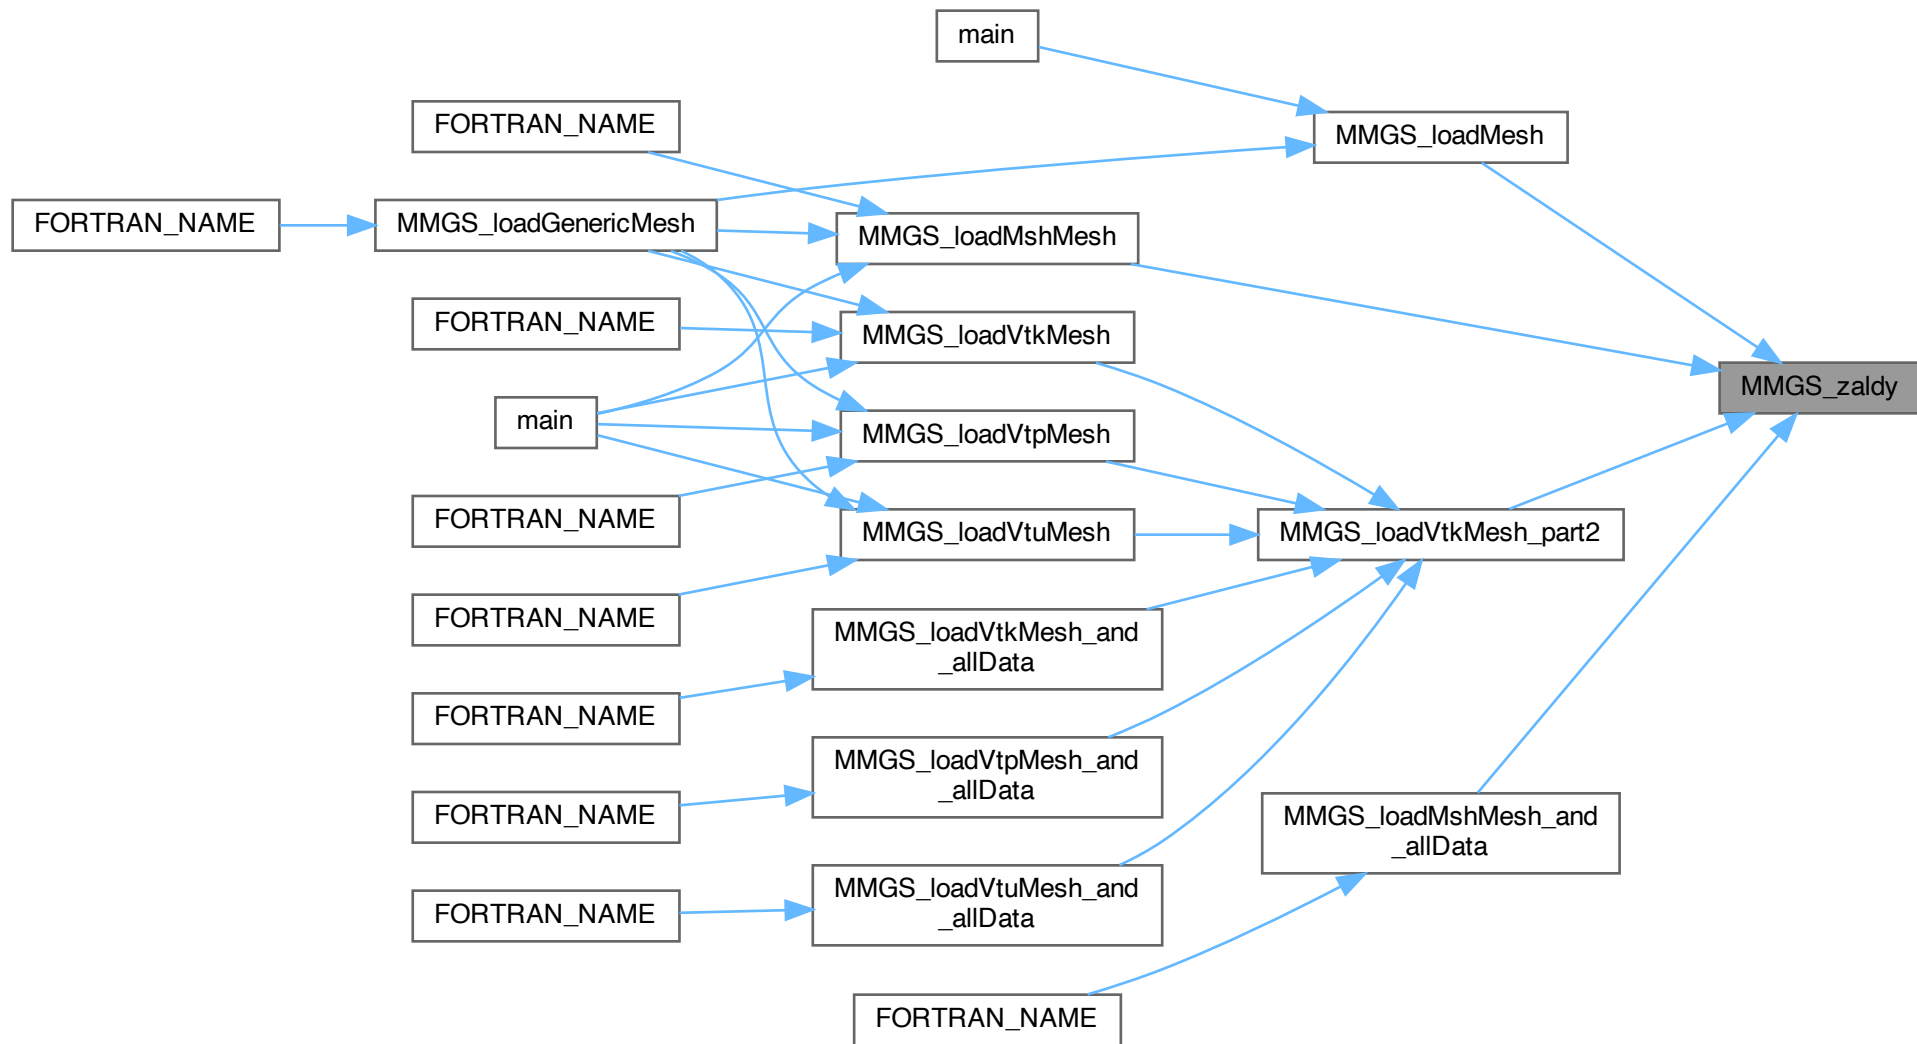 main
FORTRAN_NAME
MMGS_loadMesh
FORTRAN_NAME
MMGS_loadGenericMesh
MMGS_loadMshMesh
FORTRAN_NAME
MMGS_loadVtkMesh
MMGS_zaldy
main
MMGS_loadVtpMesh
FORTRAN_NAME
MMGS_loadVtuMesh
MMGS_loadVtkMesh_part2
FORTRAN_NAME
MMGS_loadVtkMesh_and
_allData
FORTRAN_NAME
MMGS_loadVtpMesh_and
_allData
FORTRAN_NAME
MMGS_loadMshMesh_and
_allData
MMGS_loadVtuMesh_and
_allData
FORTRAN_NAME
FORTRAN_NAME